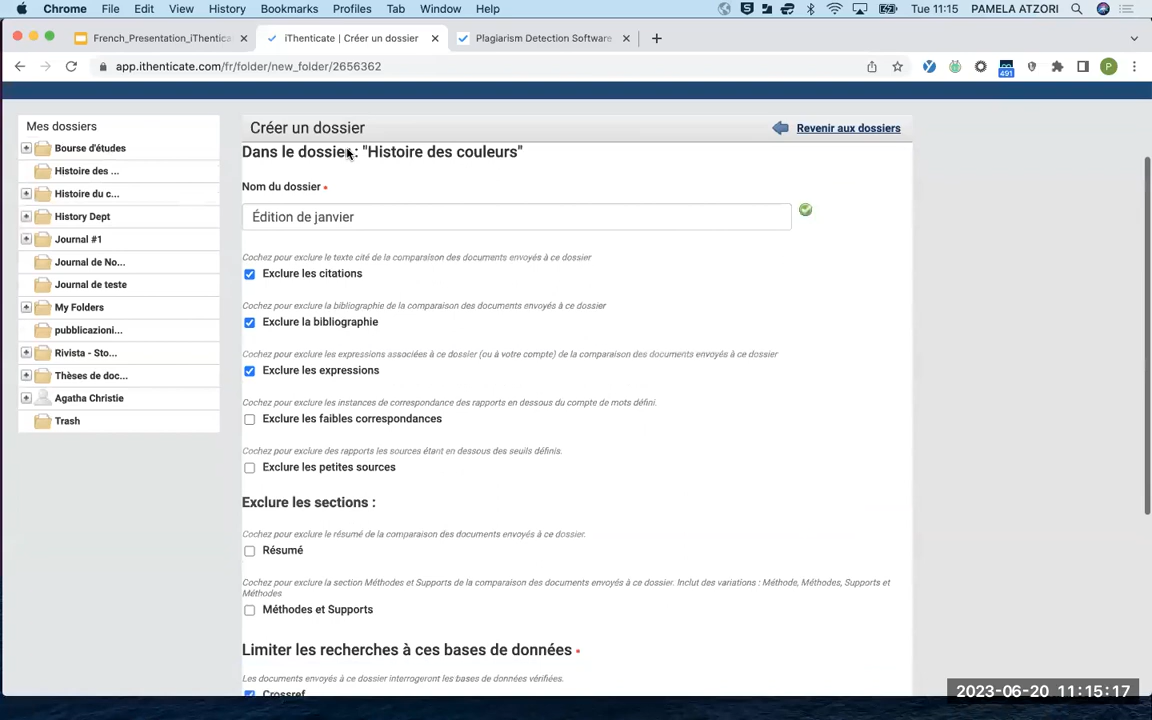 Chrome File Edit View History Bookmarks Profiles Tab Window Help Tue 11:15 PAMELA ATZORI
French_Presentation_iThentica
iThenticate | Créer un dossier
Plagiarism Detection Software
app.ithenticate.com/fr/folder/new_folder/2656362
491
P
Mes dossiers
Bourse d'études
Histoire des ...
Histoire du c...
History Dept
Journal #1
Journal de No...
Journal de teste
My Folders
pubblicazioni...
Rivista - Sto...
Thèses de doc...
Agatha Christie
Trash
Créer un dossier
Revenir aux dossiers
Dans le dossier : "Histoire des couleurs"
Nom du dossier
Édition de janvier
Cochez pour exclure le texte cité de la comparaison des documents envoyés à ce dossier
Exclure les citations
Cochez pour exclure la bibliographie de la comparaison des documents envoyés à ce dossier
Exclure la bibliographie
Cochez pour exclure les expressions associées à ce dossier (ou à votre compte) de la comparaison des documents envoyés à ce dossier
Exclure les expressions
Cochez pour exclure les instances de correspondance des rapports en dessous du compte de mots défini.
Exclure les faibles correspondances
Cochez pour exclure des rapports les sources étant en dessous des seuils définis.
Exclure les petites sources
Exclure les sections :
Cochez pour exclure le résumé de la comparaison des documents envoyés à ce dossier.
Résumé
Cochez pour exclure la section Méthodes et Supports de la comparaison des documents envoyés à ce dossier. Inclut des variations : Méthode, Méthodes, Supports et
Méthodes
Méthodes et Supports
Limiter les recherches à ces bases de données
Les documents envoyés à ce dossier interrogeront les bases de données vérifiées.
Crossref
2023-06-20 11:15:17